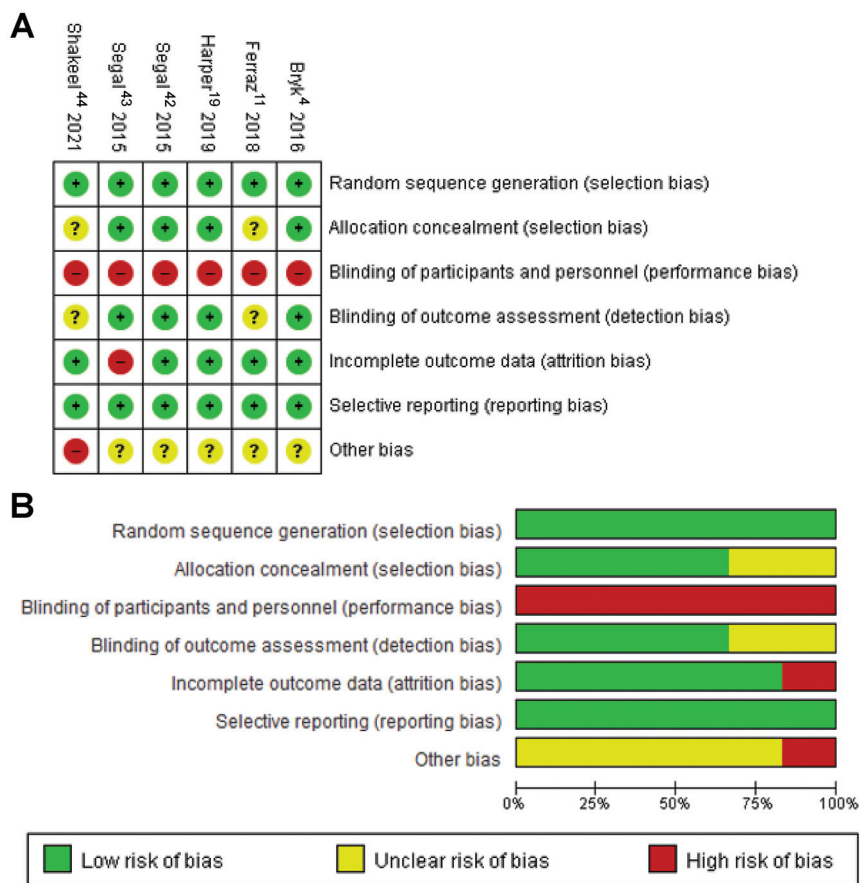 A
Shakeel44 2021
Segal43 2015
Segal42 2015
Harper19 2019
Ferraz11 2018
Bryk4 2016
+ + + + + + Random sequence generation (selection bias)
? + + + ? + Allocation concealment (selection bias)
− − − − − − Blinding of participants and personnel (performance bias)
? + + + ? + Blinding of outcome assessment (detection bias)
+ − + + + + Incomplete outcome data (attrition bias)
+ + + + + + Selective reporting (reporting bias)
− ? ? ? ? ? Other bias
B
Random sequence generation (selection bias)
Allocation concealment (selection bias)
Blinding of participants and personnel (performance bias)
Blinding of outcome assessment (detection bias)
Incomplete outcome data (attrition bias)
Selective reporting (reporting bias)
Other bias
0% 25% 50% 75% 100%
Low risk of bias Unclear risk of bias High risk of bias